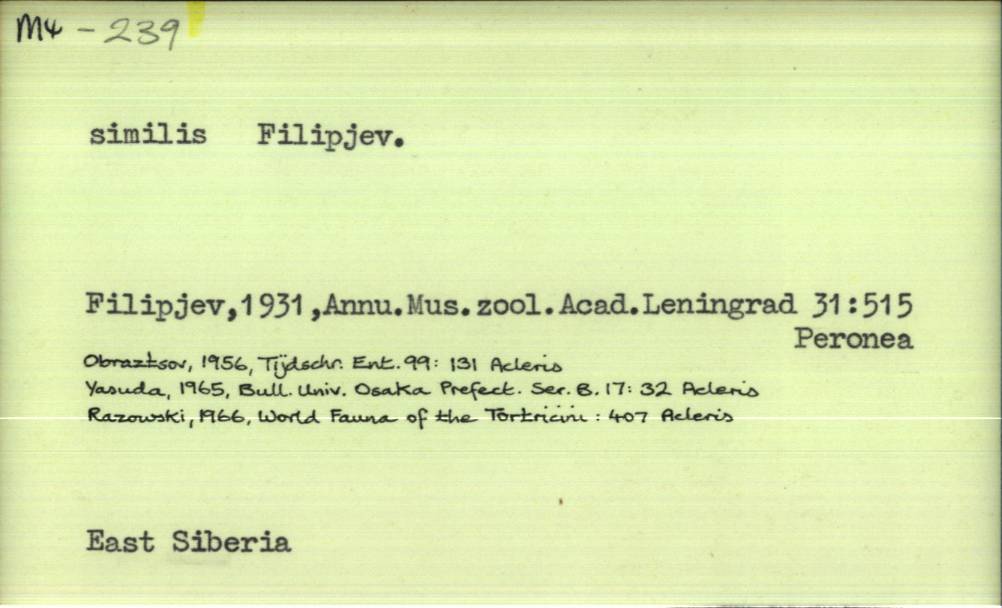 M4 - 239
similis Filipjev.
Filipjev,1931,Annu.Mus.zool.Acad.Leningrad 31:515
Peronea
Obraztsov, 1956, Tijdschr. Ent. 99: 131 Acleris
Yasuda, 1965, Bull. Univ. Osaka Prefect. Ser. B. 17: 32 Acleris
Razowski, 1966, World Fauna of the Tortricini : 407 Acleris
East Siberia